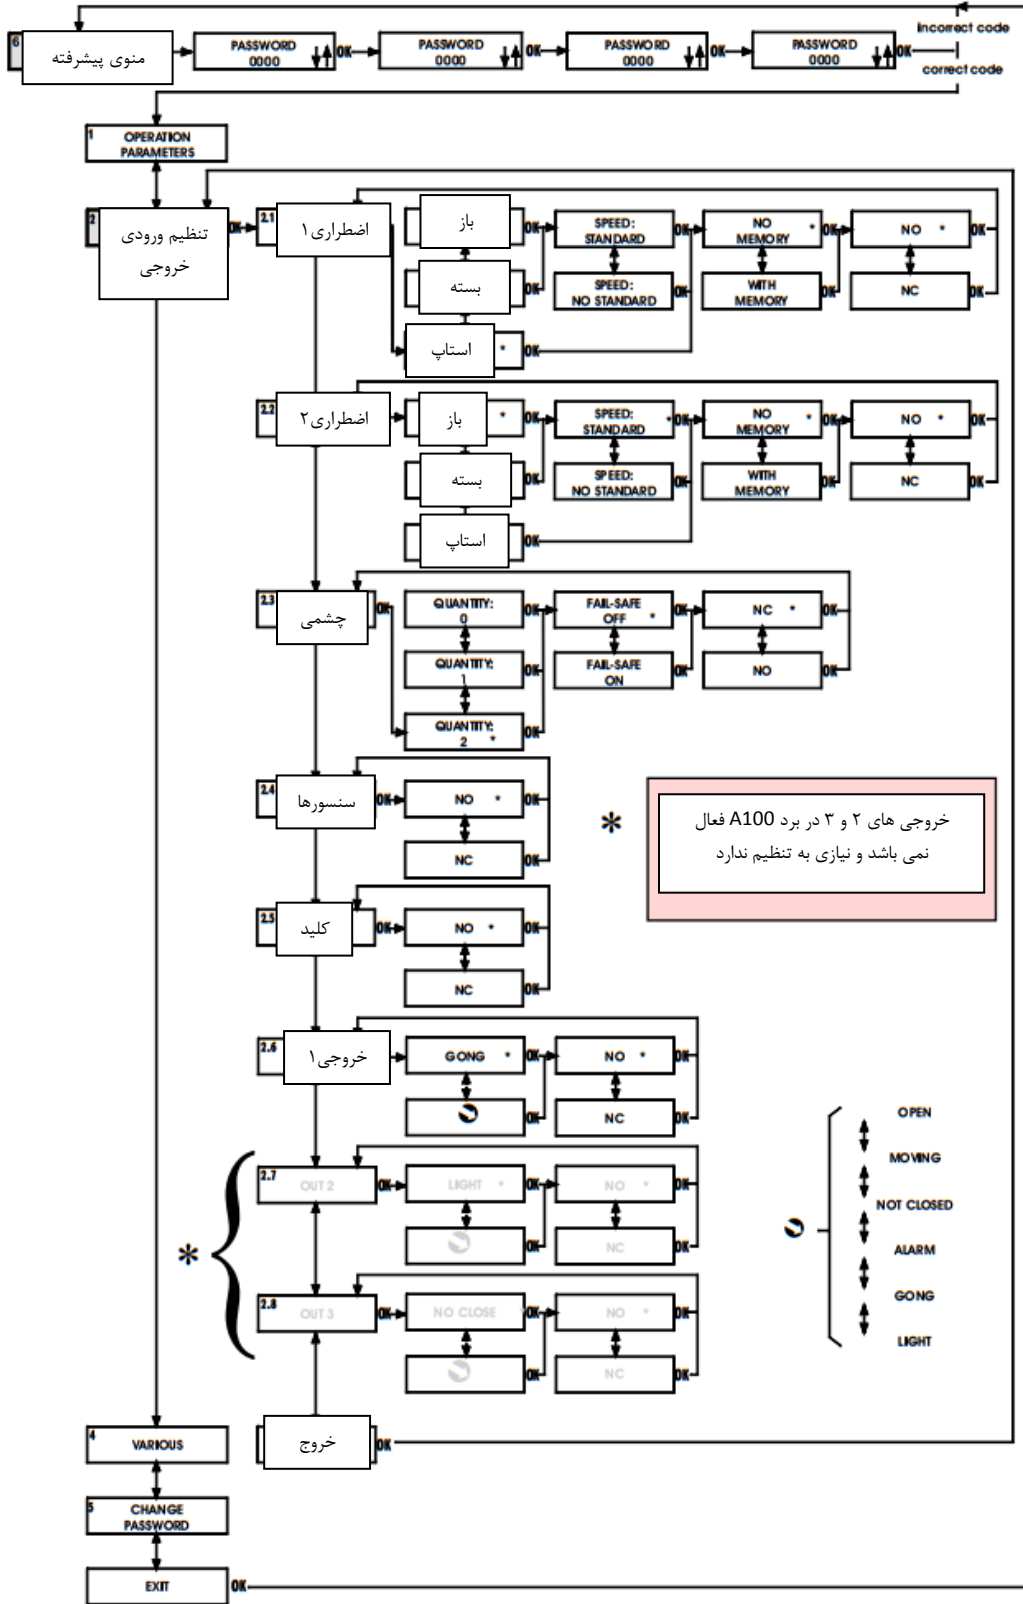 Incorrect code
6
منوی پیشرفته
PASSWORD
0000
OK
PASSWORD
0000
OK
PASSWORD
0000
OK
PASSWORD
0000
OK
correct code
1
OPERATION
PARAMETERS
2
تنظیم ورودی
خروجی
OK
2.1
اضطراری ۱
باز
OK
SPEED:
STANDARD
OK
NO
MEMORY *
OK
NO *
OK
بسته
OK
SPEED:
NO STANDARD
OK
WITH
MEMORY
OK
NC
OK
استاپ *
OK
2.2
اضطراری ۲
باز *
OK
SPEED:
STANDARD *
OK
NO
MEMORY *
OK
NO *
OK
بسته
OK
SPEED:
NO STANDARD
OK
WITH
MEMORY
OK
NC
OK
استاپ
OK
2.3
چشمی
OK
QUANTITY:
0
OK
FAIL-SAFE
OFF *
OK
NC *
OK
QUANTITY:
1
OK
FAIL-SAFE
ON
OK
NO
OK
QUANTITY:
2 *
OK
2.4
سنسورها
OK
NO *
OK
NC
OK
*
خروجی های ۲ و ۳ در برد A100 فعال
نمی باشد و نیازی به تنظیم ندارد
2.5
کلید
OK
NO *
OK
NC
OK
2.6
خروجی ۱
GONG *
OK
NO *
OK
OK
NC
OK
2.7
OUT 2
OK
LIGHT *
OK
NO *
OK
OK
NC
OK
*
2.8
OUT 3
OK
NO CLOSE *
OK
NO *
OK
OK
NC
OK
OPEN
MOVING
NOT CLOSED
ALARM
GONG
LIGHT
خروج
OK
4
VARIOUS
5
CHANGE
PASSWORD
EXIT
OK